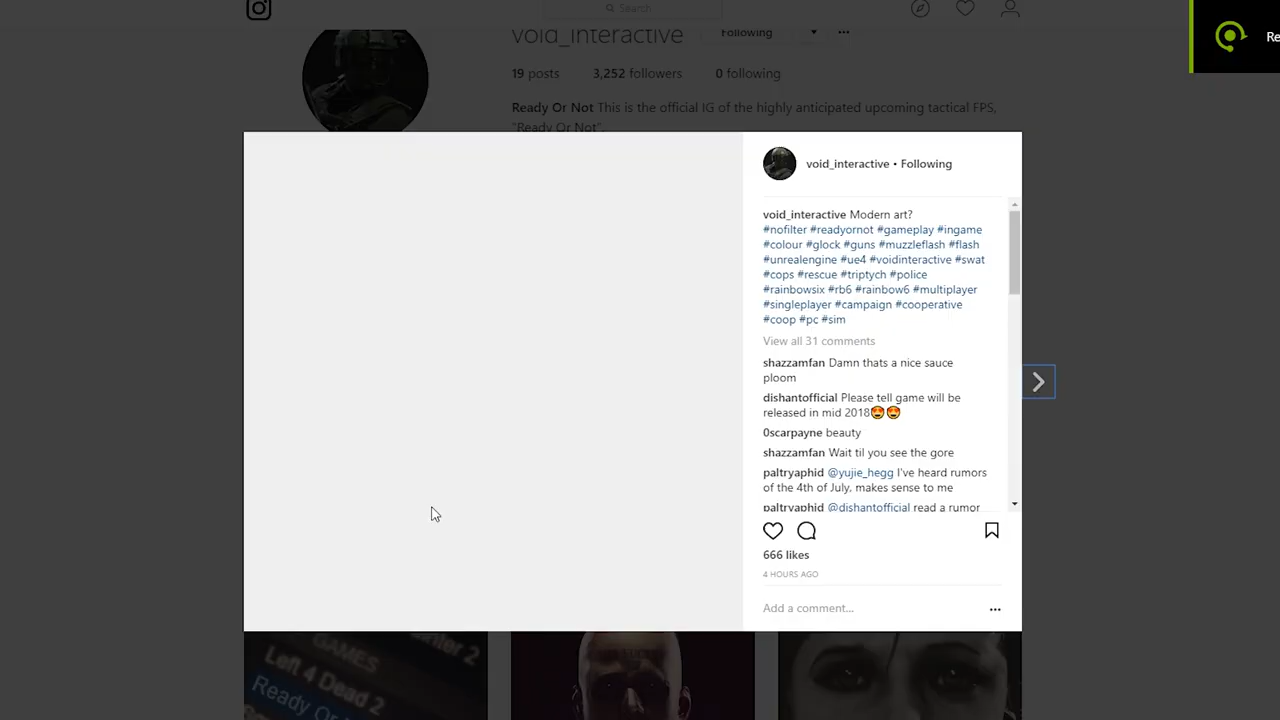 Search
void_interactive Following
19 posts 3,252 followers 0 following
Ready Or Not This is the official IG of the highly anticipated upcoming tactical FPS,
"Ready Or Not".
Re
void_interactive • Following
void_interactive Modern art?
#nofilter #readyornot #gameplay #ingame
#colour #glock #guns #muzzleflash #flash
#unrealengine #ue4 #voidinteractive #swat
#cops #rescue #triptych #police
#rainbowsix #rb6 #rainbow6 #multiplayer
#singleplayer #campaign #cooperative
#coop #pc #sim
View all 31 comments
shazzamfan Damn thats a nice sauce
ploom
dishantofficial Please tell game will be
released in mid 2018😍😍
0scarpayne beauty
shazzamfan Wait til you see the gore
paltryaphid @yujie_hegg I've heard rumors
of the 4th of July, makes sense to me
paltryaphid @dishantofficial read a rumor
666 likes
4 HOURS AGO
Add a comment...
GAMES
Left 4 Dead 2
Ready Or